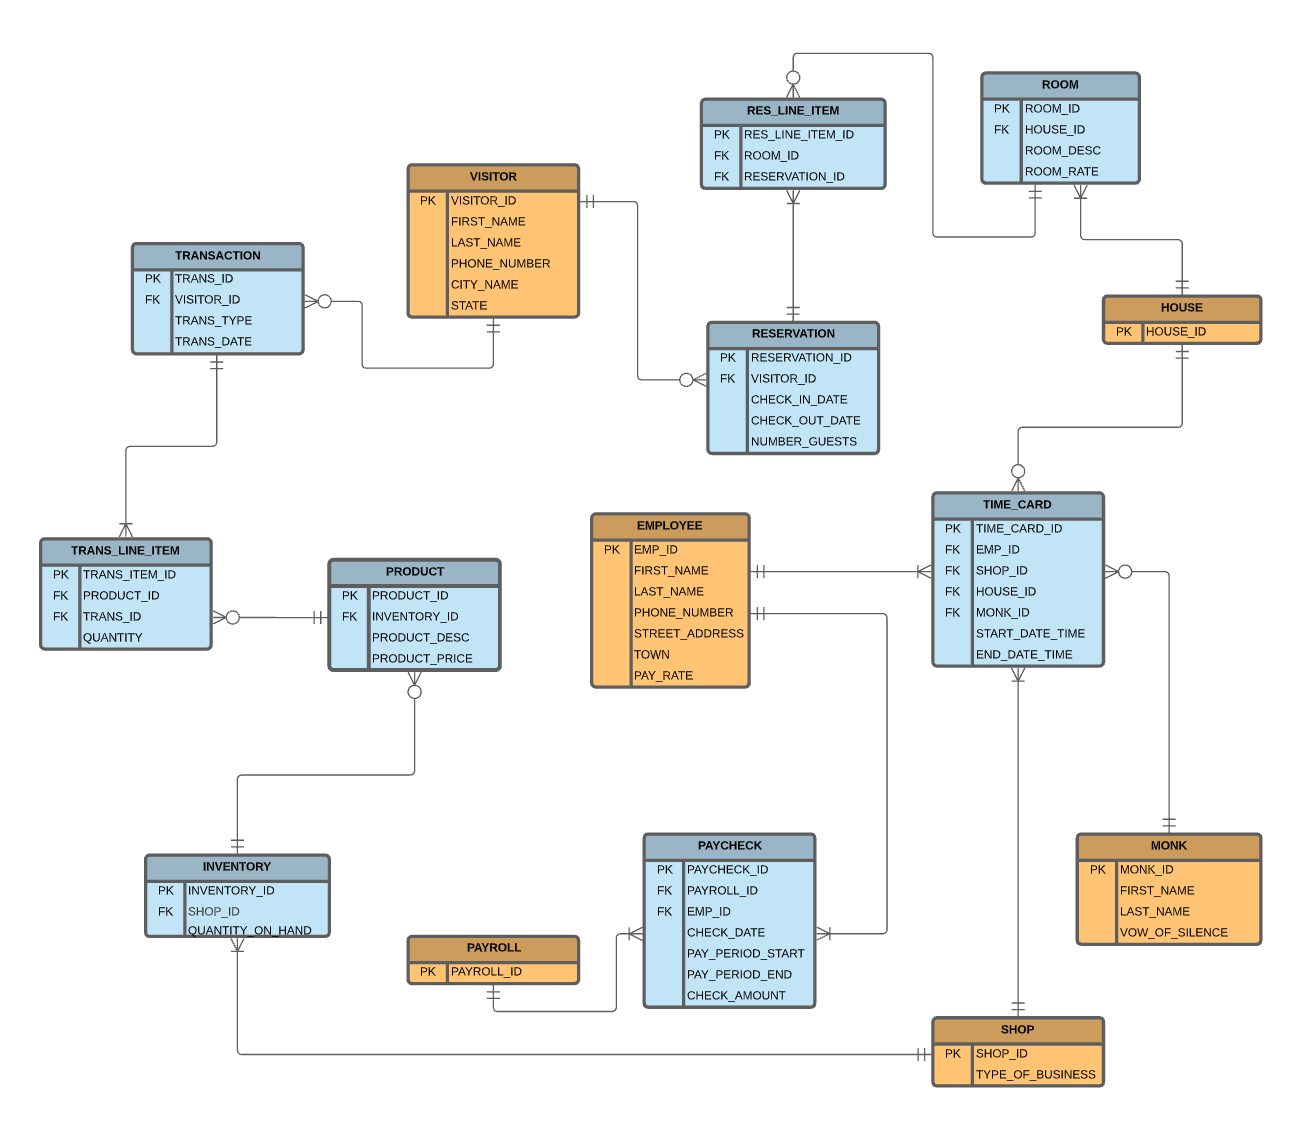 RES_LINE_ITEM
PK RES_LINE_ITEM_ID
FK ROOM_ID
FK RESERVATION_ID
ROOM
PK ROOM_ID
FK HOUSE_ID
ROOM_DESC
ROOM_RATE
VISITOR
PK VISITOR_ID
FIRST_NAME
LAST_NAME
PHONE_NUMBER
CITY_NAME
STATE
TRANSACTION
PK TRANS_ID
FK VISITOR_ID
TRANS_TYPE
TRANS_DATE
RESERVATION
PK RESERVATION_ID
FK VISITOR_ID
CHECK_IN_DATE
CHECK_OUT_DATE
NUMBER_GUESTS
HOUSE
PK HOUSE_ID
TIME_CARD
PK TIME_CARD_ID
FK EMP_ID
FK SHOP_ID
FK HOUSE_ID
FK MONK_ID
START_DATE_TIME
END_DATE_TIME
EMPLOYEE
PK EMP_ID
FIRST_NAME
LAST_NAME
PHONE_NUMBER
STREET_ADDRESS
TOWN
PAY_RATE
TRANS_LINE_ITEM
PK TRANS_ITEM_ID
FK PRODUCT_ID
FK TRANS_ID
QUANTITY
PRODUCT
PK PRODUCT_ID
FK INVENTORY_ID
PRODUCT_DESC
PRODUCT_PRICE
INVENTORY
PK INVENTORY_ID
FK SHOP_ID
QUANTITY_ON_HAND
PAYROLL
PK PAYROLL_ID
PAYCHECK
PK PAYCHECK_ID
FK PAYROLL_ID
FK EMP_ID
CHECK_DATE
PAY_PERIOD_START
PAY_PERIOD_END
CHECK_AMOUNT
MONK
PK MONK_ID
FIRST_NAME
LAST_NAME
VOW_OF_SILENCE
SHOP
PK SHOP_ID
TYPE_OF_BUSINESS